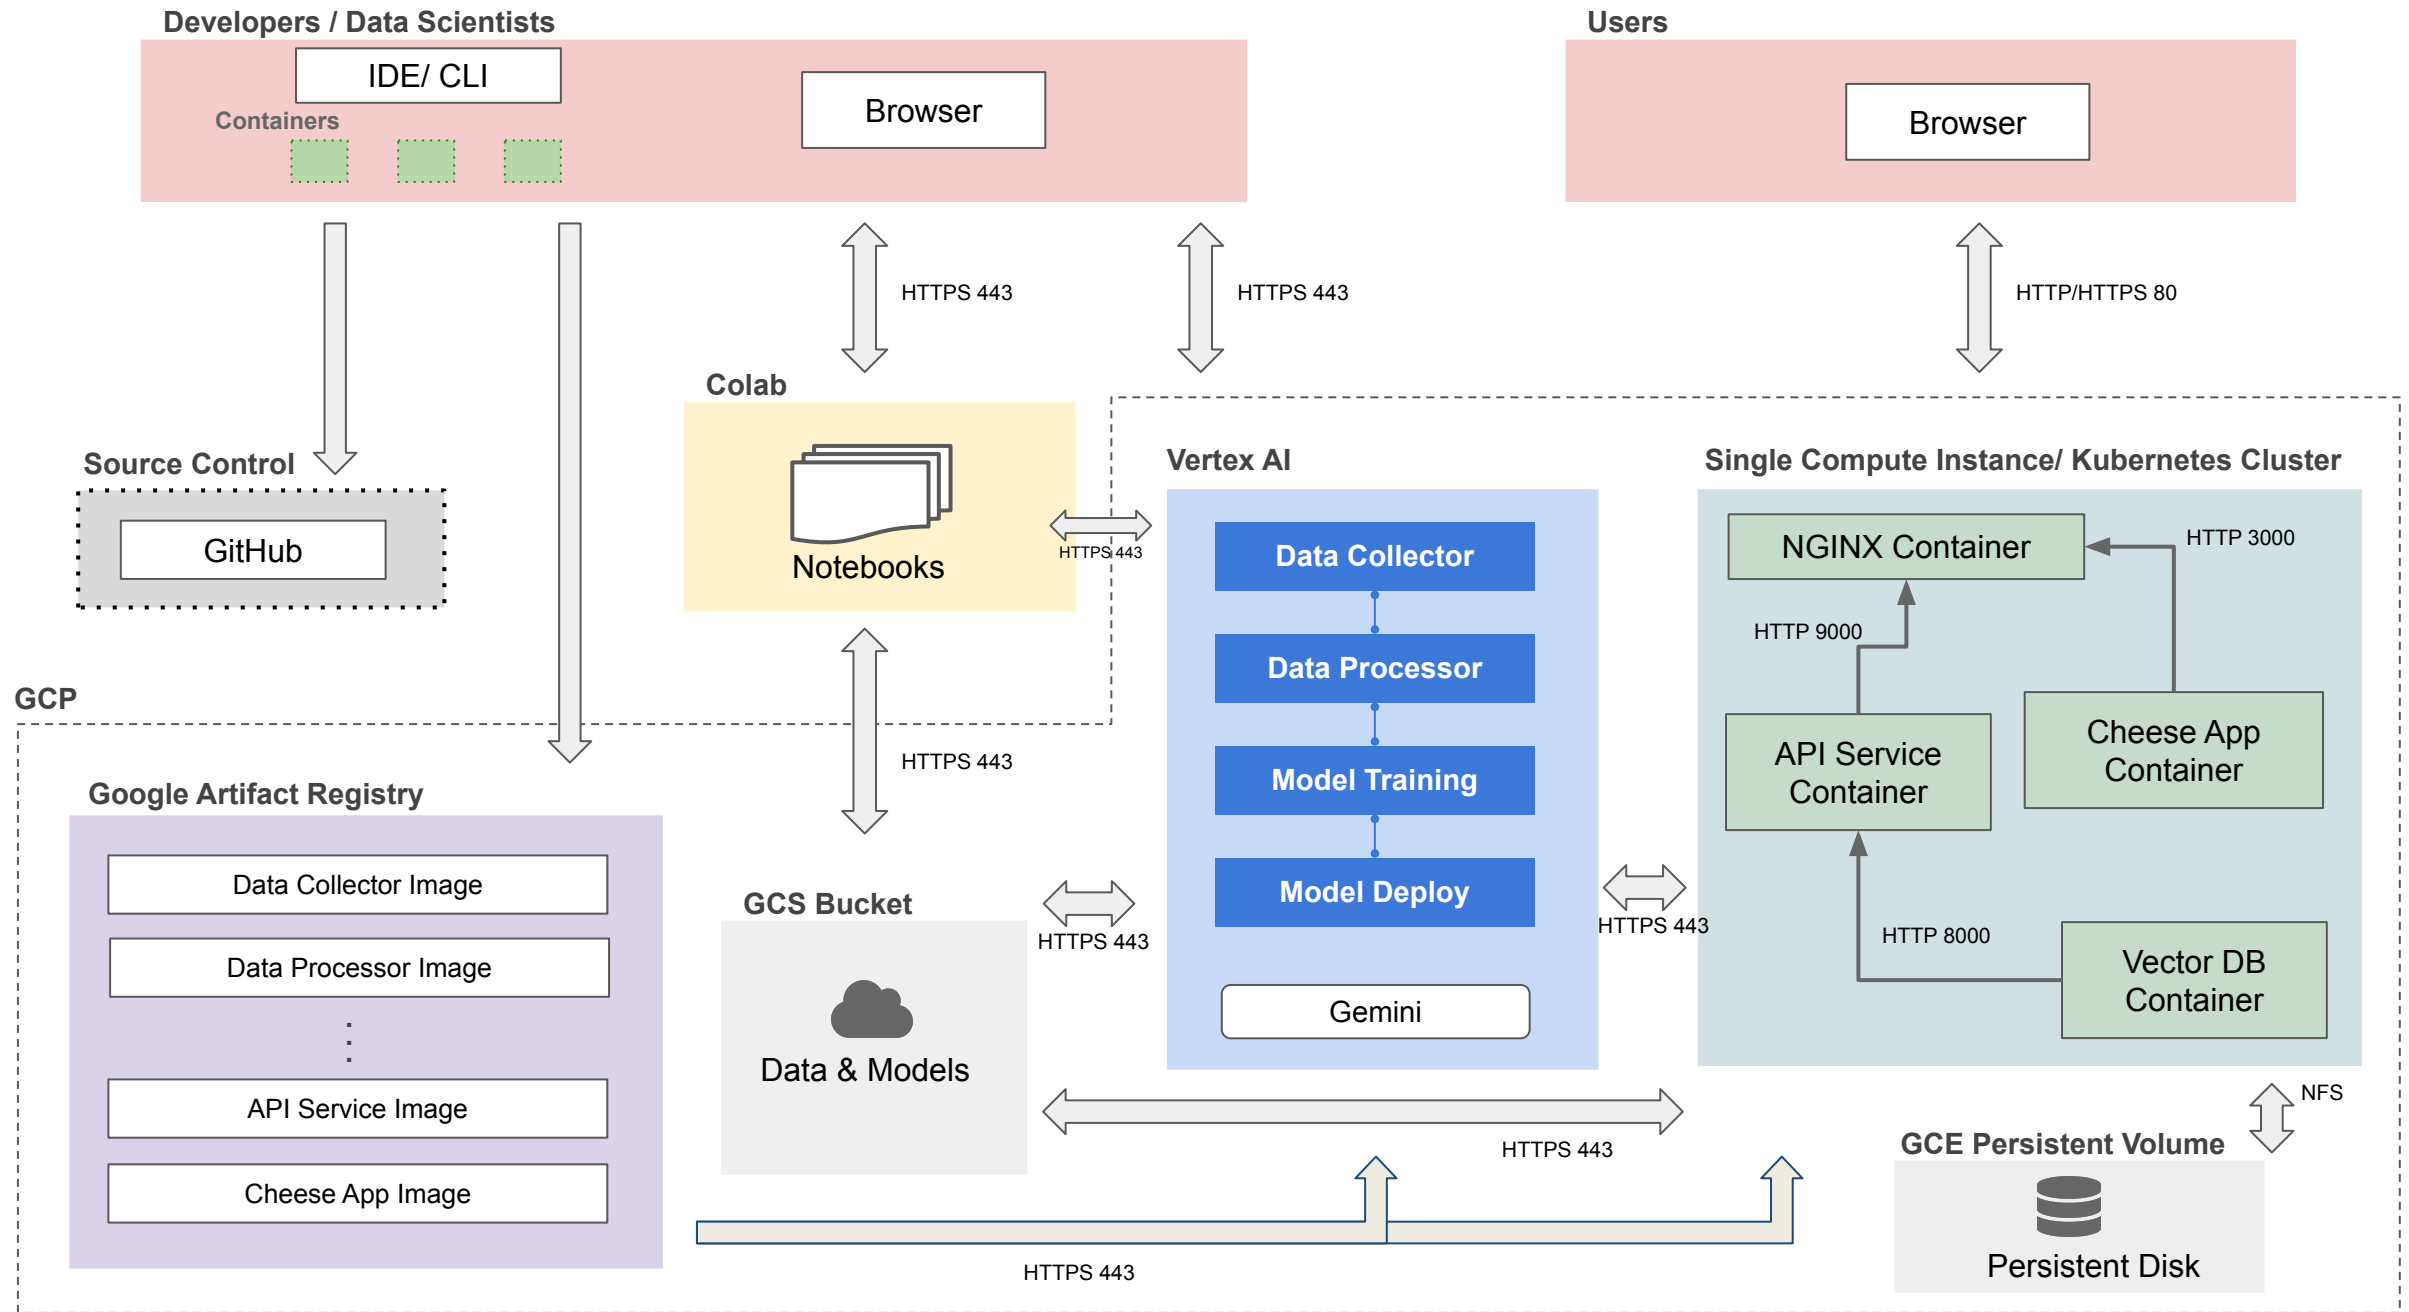 Developers / Data Scientists
Users
IDE/ CLI
Browser
Browser
Containers
HTTPS 443
HTTPS 443
HTTP/HTTPS 80
Colab
Source Control
Vertex AI
Single Compute Instance/ Kubernetes Cluster
GitHub
Notebooks
HTTPS 443
Data Collector
NGINX Container
HTTP 3000
HTTP 9000
Data Processor
GCP
HTTPS 443
Model Training
API Service
Container
Cheese App
Container
Google Artifact Registry
Data Collector Image
Data Processor Image
.
.
.
API Service Image
Cheese App Image
GCS Bucket
HTTPS 443
Model Deploy
HTTPS 443
HTTP 8000
Vector DB
Container
Gemini
Data & Models
HTTPS 443
NFS
GCE Persistent Volume
Persistent Disk
HTTPS 443